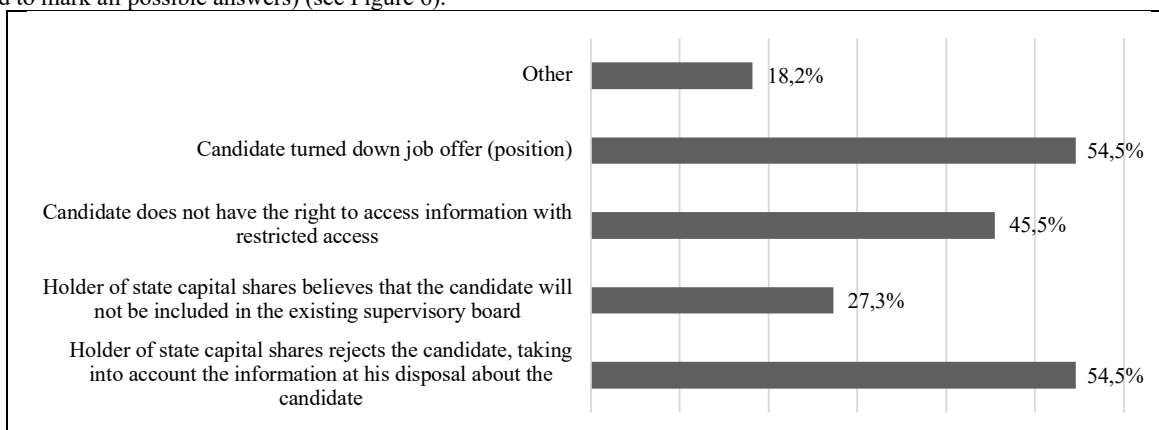 to mark all possible answers) (see Figure 6).
Other
18,2%
Candidate turned down job offer (position)
54,5%
Candidate does not have the right to access information with
restricted access
45,5%
Holder of state capital shares believes that the candidate will
not be included in the existing supervisory board
27,3%
Holder of state capital shares rejects the candidate, taking
into account the information at his disposal about the
candidate
54,5%